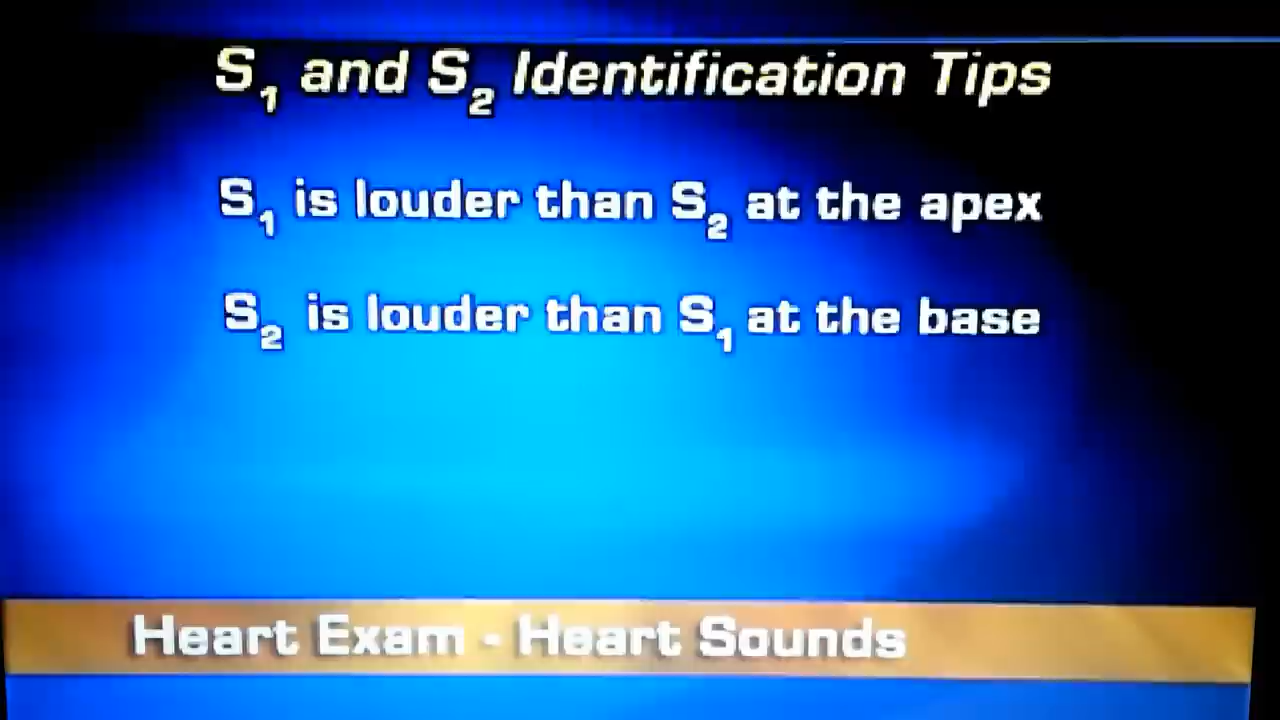 S₁ and S₂ Identification Tips
S₁ is louder than S₂ at the apex
S₂ is louder than S₁ at the base
Heart Exam - Heart Sounds